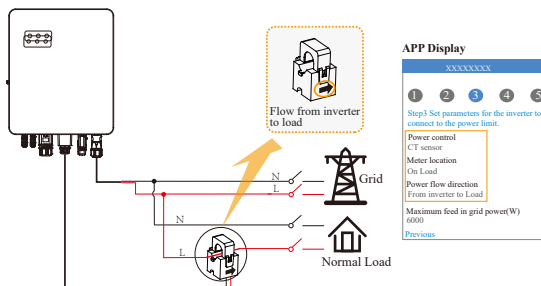 Flow from inverter
to load
N
L
Grid
N
L
Normal Load
APP Display
XXXXXXXX
1 2 3 4 5
Step3 Set parameters for the inverter to
connect to the power limit.
Power control
CT sensor
Meter location
On Load
Power flow direction
From inverter to Load
Maximum feed in grid power(W)
6000
Previous